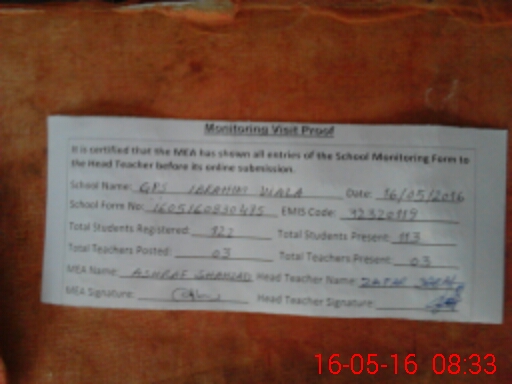 Monitoring Visit Proof
It is certified that the MEA has shown all entries of the School Monitoring Form to
the Head Teacher before its online submission.
School Name: GPS IBRAHIM WALA Date: 16/05/2016
School Form No: EMIS Code:
Total Students Registered: 122 Total Students Present: 113
Total Teachers Posted: 03 Total Teachers Present: 03
MEA Name: ASHRAF SHAHZAD Head Teacher Name:
MEA Signature: Head Teacher Signature:
16-05-16 08:33